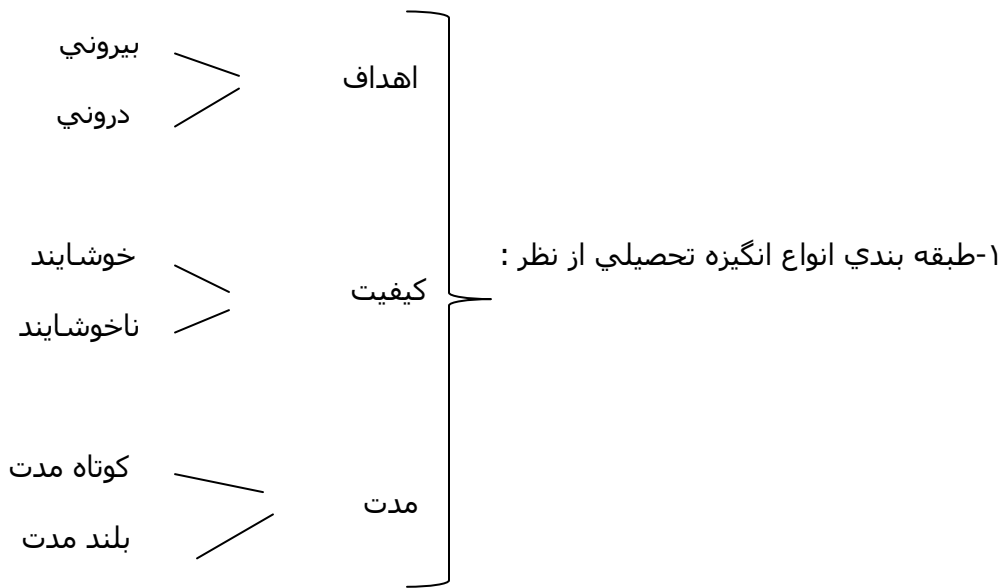 ۱-طبقه بندي انواع انگيزه تحصيلي از نظر :
اهداف
بيروني
دروني
كيفيت
خوشايند
ناخوشايند
مدت
كوتاه مدت
بلند مدت